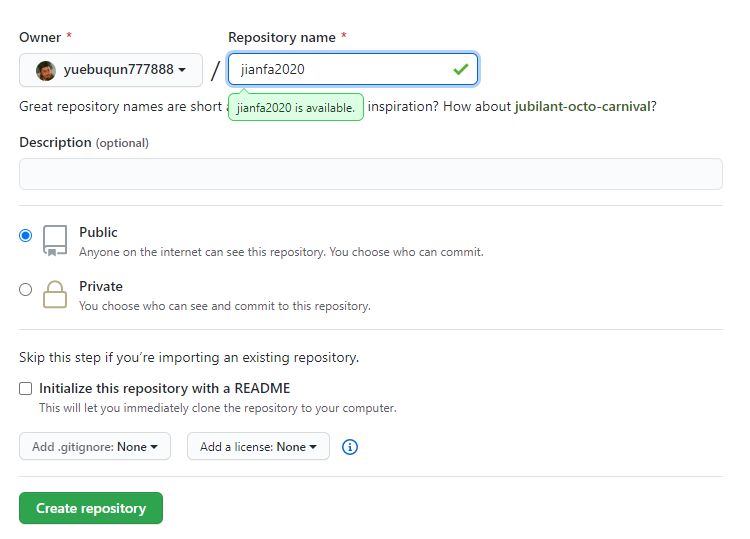 Owner *
Repository name *
yuebuqun777888
/
jianfa2020
Great repository names are short
jianfa2020 is available.
inspiration? How about jubilant-octo-carnival?
Description (optional)
Public
Anyone on the internet can see this repository. You choose who can commit.
Private
You choose who can see and commit to this repository.
Skip this step if you’re importing an existing repository.
Initialize this repository with a README
This will let you immediately clone the repository to your computer.
Add .gitignore: None
Add a license: None
Create repository